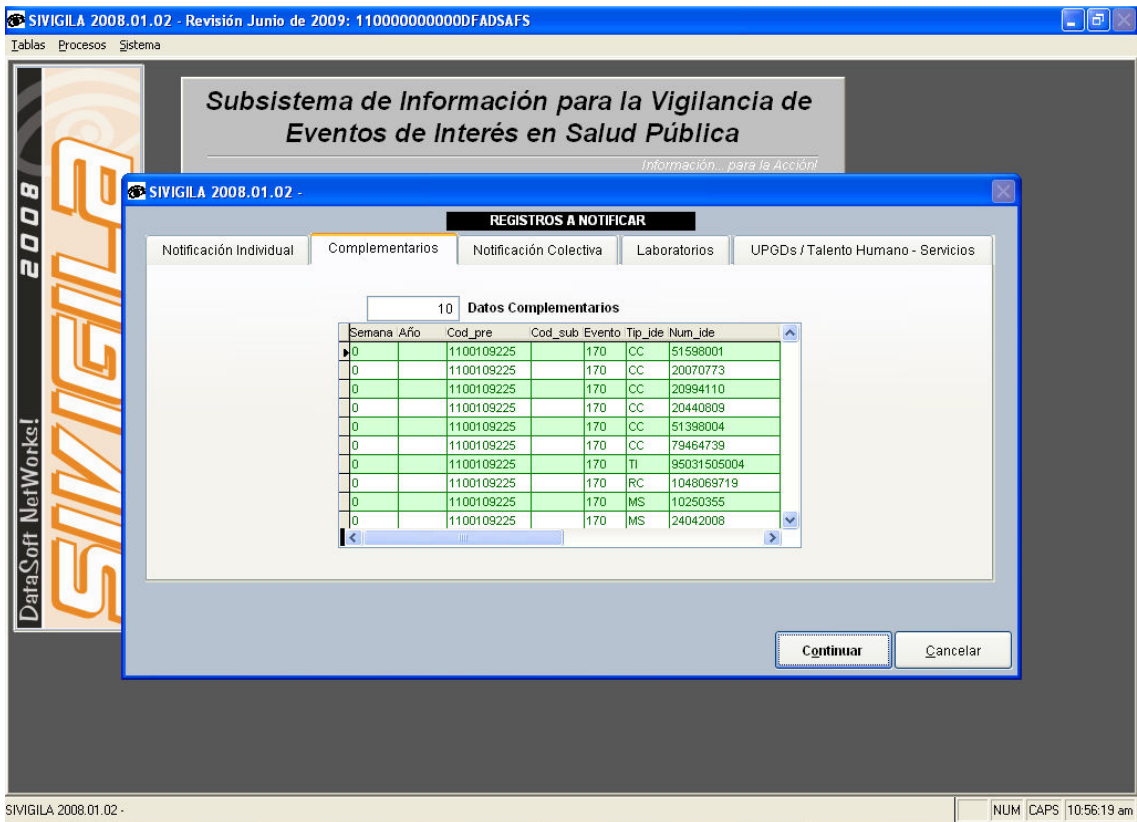 SIVIGILA 2008.01.02 - Revisión Junio de 2009: 110000000000DFADSAFS
Tablas Procesos Sistema
Subsistema de Información para la Vigilancia de
Eventos de Interés en Salud Pública
Información... para la Acción!
DataSoft NetWorks! 2008
SIVIGILA
SIVIGILA 2008.01.02 -
REGISTROS A NOTIFICAR
Notificación Individual Complementarios Notificación Colectiva Laboratorios UPGDs / Talento Humano - Servicios
10 Datos Complementarios
Semana Año Cod_pre Cod_sub Evento Tip_ide Num_ide
0 1100109225 170 CC 51598001
0 1100109225 170 CC 20070773
0 1100109225 170 CC 20994110
0 1100109225 170 CC 20440809
0 1100109225 170 CC 51398004
0 1100109225 170 CC 79464739
0 1100109225 170 TI 95031505004
0 1100109225 170 RC 1048069719
0 1100109225 170 MS 10250355
0 1100109225 170 MS 24042008
Continuar Cancelar
SIVIGILA 2008.01.02 - NUM CAPS 10:56:19 am